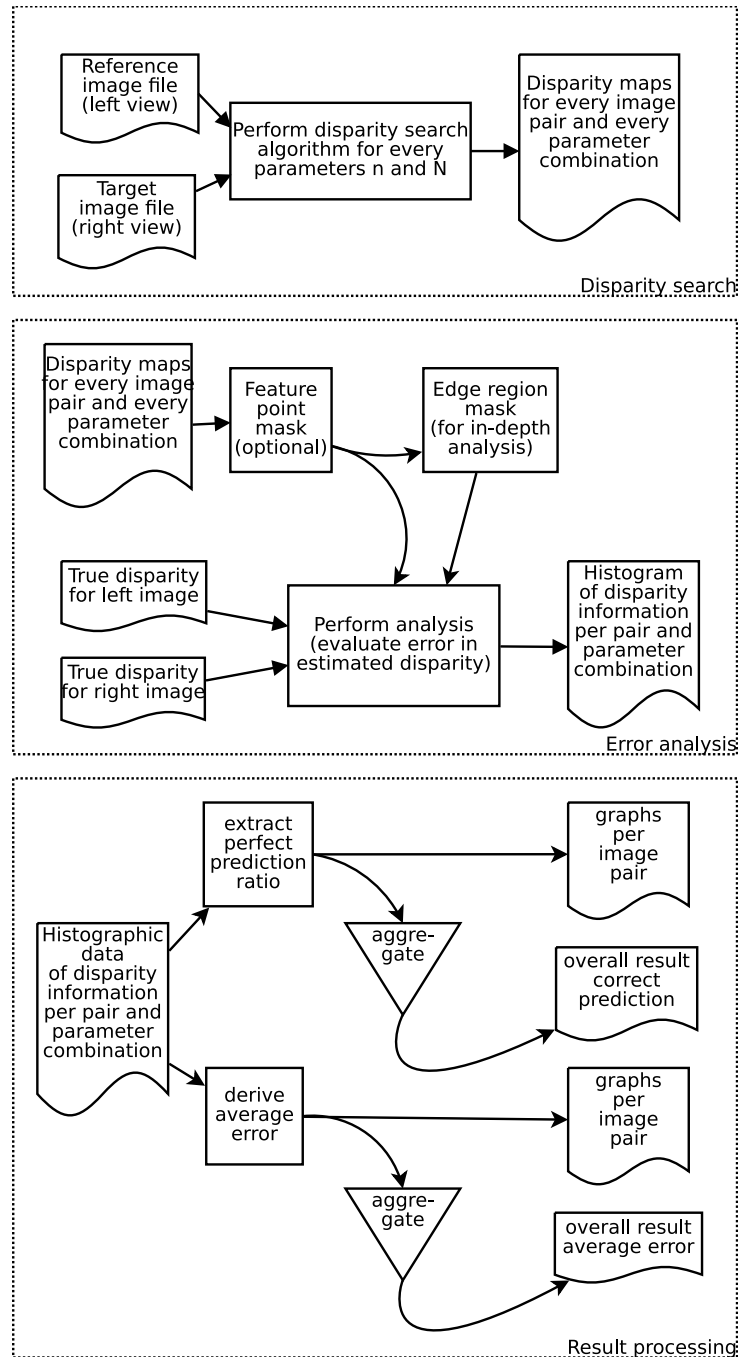 Reference
image file
(left view)
Target
image file
(right view)
Perform disparity search
algorithm for every
parameters n and N
Disparity maps
for every image
pair and every
parameter
combination
Disparity search
Disparity maps
for every image
pair and every
parameter
combination
Feature
point
mask
(optional)
Edge region
mask
(for in-depth
analysis)
True disparity
for left image
True disparity
for right image
Perform analysis
(evaluate error in
estimated disparity)
Histogram
of disparity
information
per pair and
parameter
combination
Error analysis
Histographic
data
of disparity
information
per pair and
parameter
combination
extract
perfect
prediction
ratio
graphs
per
image
pair
aggre-
gate
overall result
correct
prediction
derive
average
error
graphs
per
image
pair
aggre-
gate
overall result
average error
Result processing